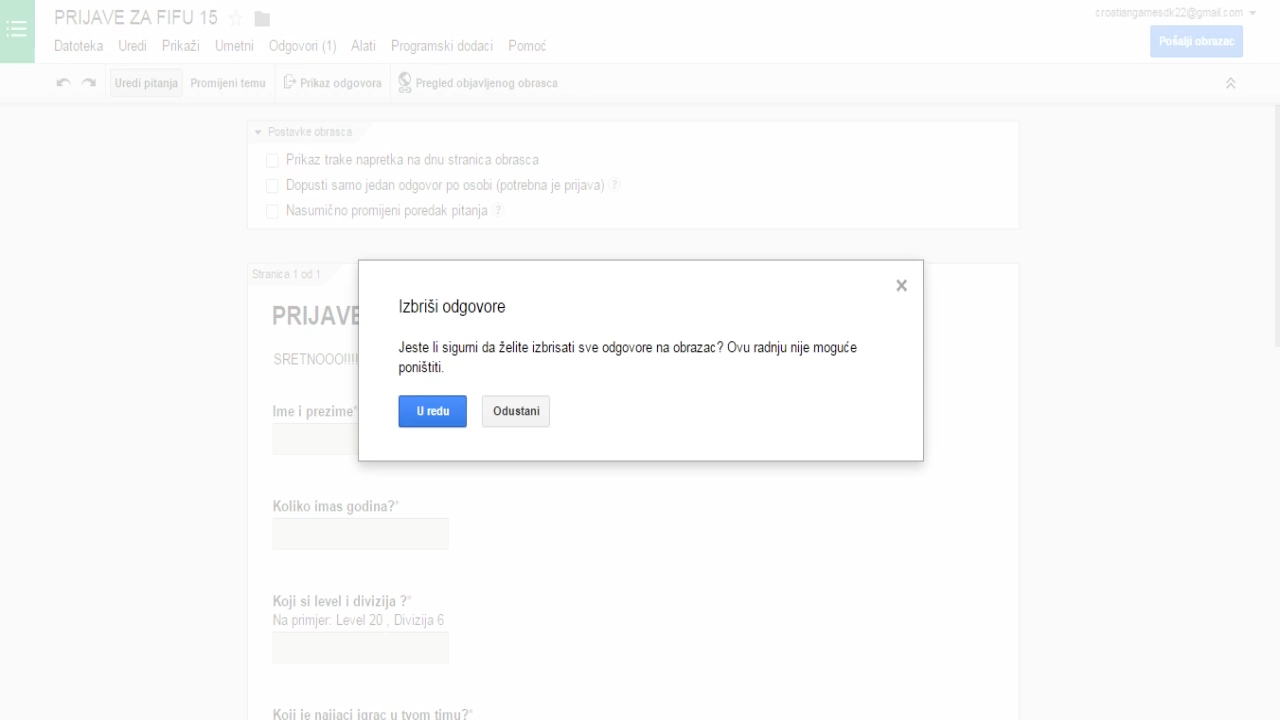 PRIJAVE ZA FIFU 15
croatiangamesdk22@gmail.com
Datoteka Uredi Prikaži Umetni Odgovori (1) Alati Programski dodaci Pomoć
Pošalji obrazac
Uredi pitanja Promijeni temu Prikaz odgovora Pregled objavljenog obrasca
Postavke obrasca
Prikaz trake napretka na dnu stranica obrasca
Dopusti samo jedan odgovor po osobi (potrebna je prijava) ?
Nasumično promijeni poredak pitanja ?
Stranica 1 od 1
PRIJAVE
SRETNOOO!!!!
Izbriši odgovore
Jeste li sigurni da želite izbrisati sve odgovore na obrazac? Ovu radnju nije moguće
poništiti.
U redu Odustani
Ime i prezime*
Koliko imas godina?*
Koji si level i divizija ?*
Na primjer: Level 20 , Divizija 6
Koji je najjaci igrac u tvom timu?*